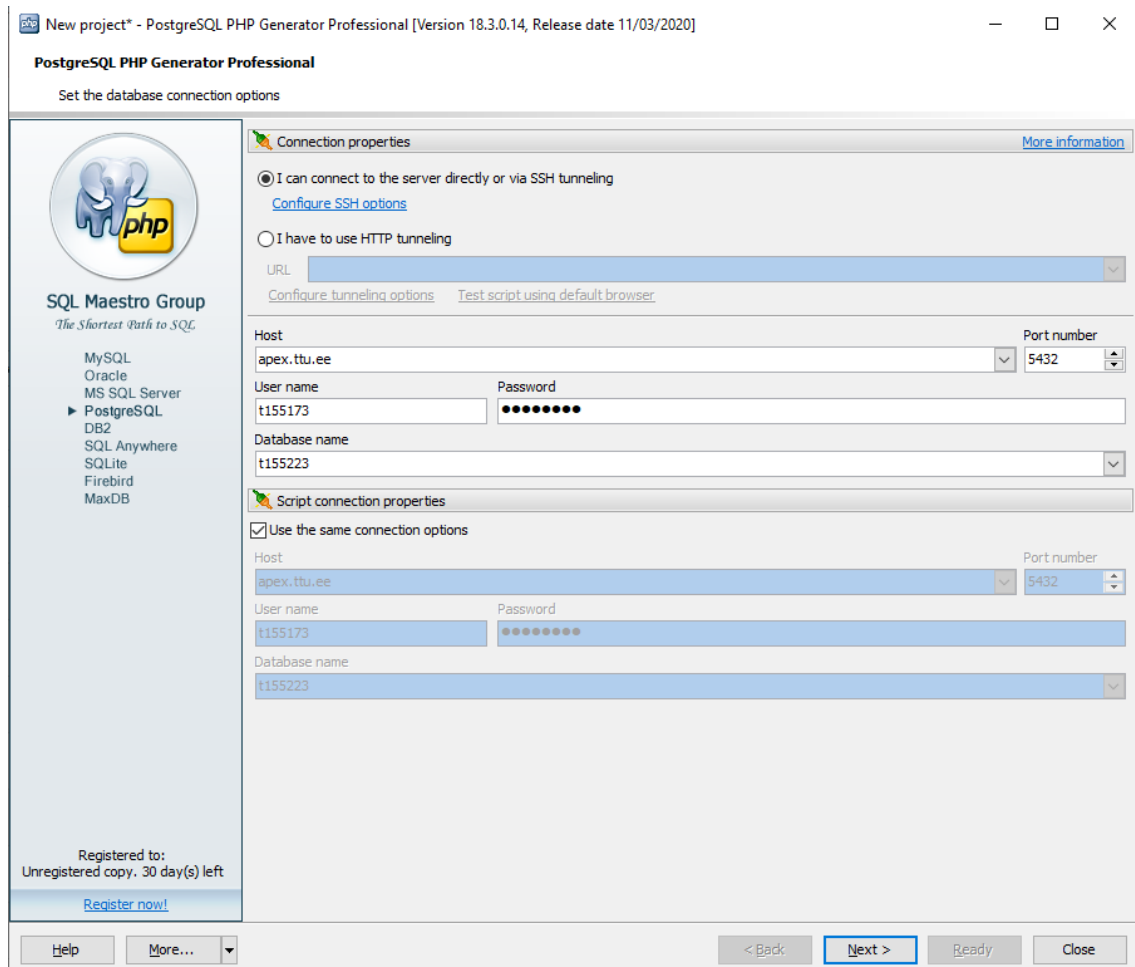 New project* - PostgreSQL PHP Generator Professional [Version 18.3.0.14, Release date 11/03/2020]
PostgreSQL PHP Generator Professional
Set the database connection options
php
SQL Maestro Group
The Shortest Path to SQL
MySQL
Oracle
MS SQL Server
PostgreSQL
DB2
SQL Anywhere
SQLite
Firebird
MaxDB
Registered to:
Unregistered copy. 30 day(s) left
Register now!
Connection properties More information
I can connect to the server directly or via SSH tunneling
Configure SSH options
I have to use HTTP tunneling
URL
Configure tunneling options Test script using default browser
Host Port number
apex.ttu.ee 5432
User name Password
t155173 ●●●●●●●●
Database name
t155223
Script connection properties
Use the same connection options
Host Port number
apex.ttu.ee 5432
User name Password
t155173 ●●●●●●●●
Database name
t155223
Help More... < Back Next > Ready Close